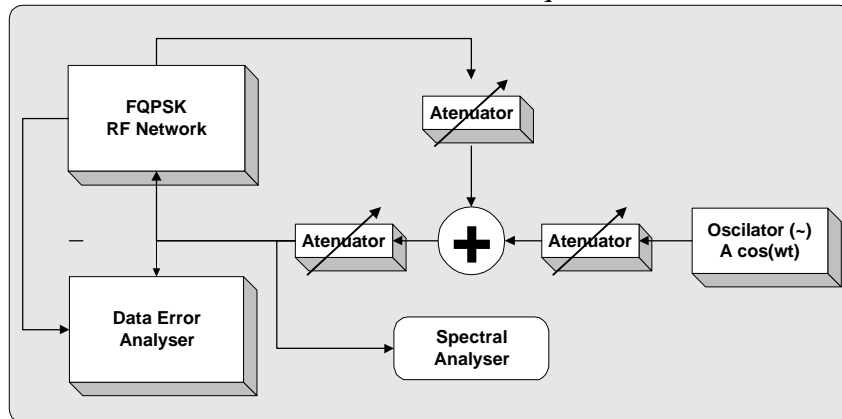 FQPSK
RF Network
Atenuator
Atenuator
+
Atenuator
Oscilator (~)
A cos(wt)
Data Error
Analyser
Spectral
Analyser